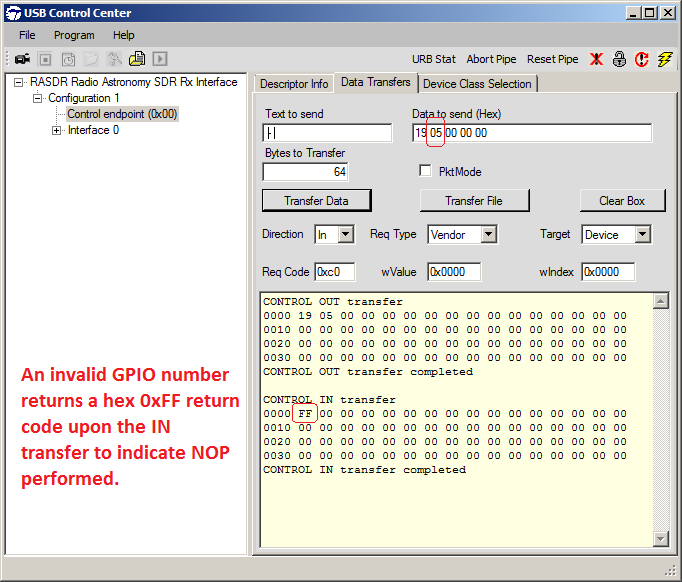 USB Control Center
File Program Help
URB Stat Abort Pipe Reset Pipe
RASDR Radio Astronomy SDR Rx Interface
Configuration 1
Control endpoint (0x00)
Interface 0
An invalid GPIO number
returns a hex 0xFF return
code upon the IN
transfer to indicate NOP
performed.
Descriptor Info Data Transfers Device Class Selection
Text to send Data to send (Hex)
19 05 00 00 00
Bytes to Transfer
64 PktMode
Transfer Data Transfer File Clear Box
Direction In Req Type Vendor Target Device
Req Code 0xc0 wValue 0x0000 wIndex 0x0000
CONTROL OUT transfer
0000 19 05 00 00 00 00 00 00 00 00 00 00 00 00 00 00
0010 00 00 00 00 00 00 00 00 00 00 00 00 00 00 00 00
0020 00 00 00 00 00 00 00 00 00 00 00 00 00 00 00 00
0030 00 00 00 00 00 00 00 00 00 00 00 00 00 00 00 00
CONTROL OUT transfer completed
CONTROL IN transfer
0000 FF 00 00 00 00 00 00 00 00 00 00 00 00 00 00 00
0010 00 00 00 00 00 00 00 00 00 00 00 00 00 00 00 00
0020 00 00 00 00 00 00 00 00 00 00 00 00 00 00 00 00
0030 00 00 00 00 00 00 00 00 00 00 00 00 00 00 00 00
CONTROL IN transfer completed